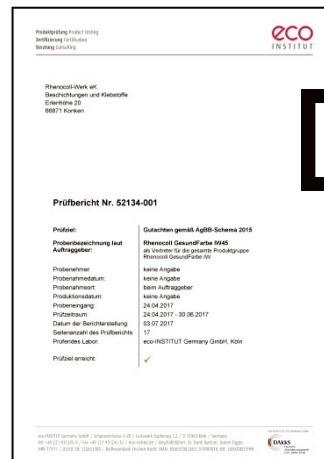 Produktprüfung Product testing
Zertifizierung Certification
Beratung Consulting
eco
INSTITUT
Rhenocoll-Werk eK.
Beschichtungen und Klebstoffe
Erlenhöhe 20
66871 Konken
Prüfbericht Nr. 52134-001
Prüfziel: Gutachten gemäß AgBB-Schema 2015
Probenbezeichnung laut Auftraggeber: Rhenocoll GesundFarbe IW45
als Vertreter für die gesamte Produktgruppe
Rhenocoll GesundFarbe IW
Probenehmer: keine Angabe
Probenahmedatum: keine Angabe
Probenahmeort: beim Auftraggeber
Produktionsdatum: keine Angabe
Probeneingang: 24.04.2017
Prüfzeitraum: 24.04.2017 - 30.06.2017
Datum der Berichterstellung: 03.07.2017
Seitenanzahl des Prüfberichts: 17
Prüfendes Labor: eco-INSTITUT Germany GmbH, Köln
Prüfziel erreicht: ✓
DAkkS